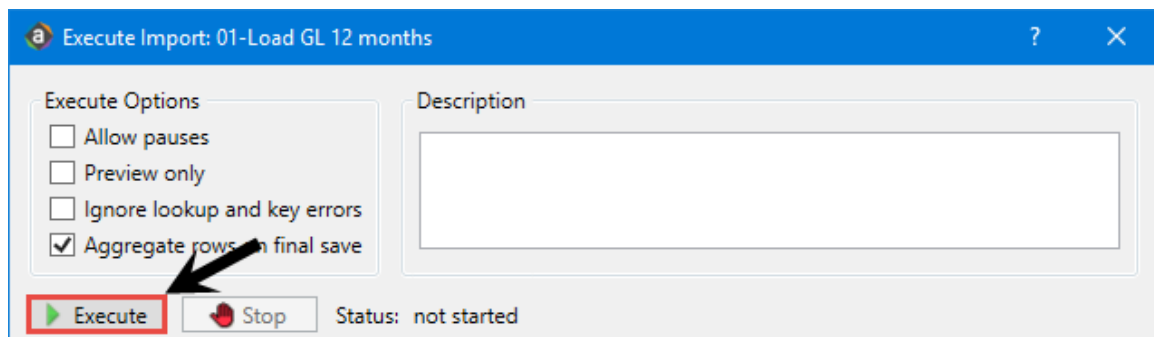 Execute Import: 01-Load GL 12 months
Execute Options
Description
Allow pauses
Preview only
Ignore lookup and key errors
Aggregate rows on final save
Execute
Stop
Status: not started